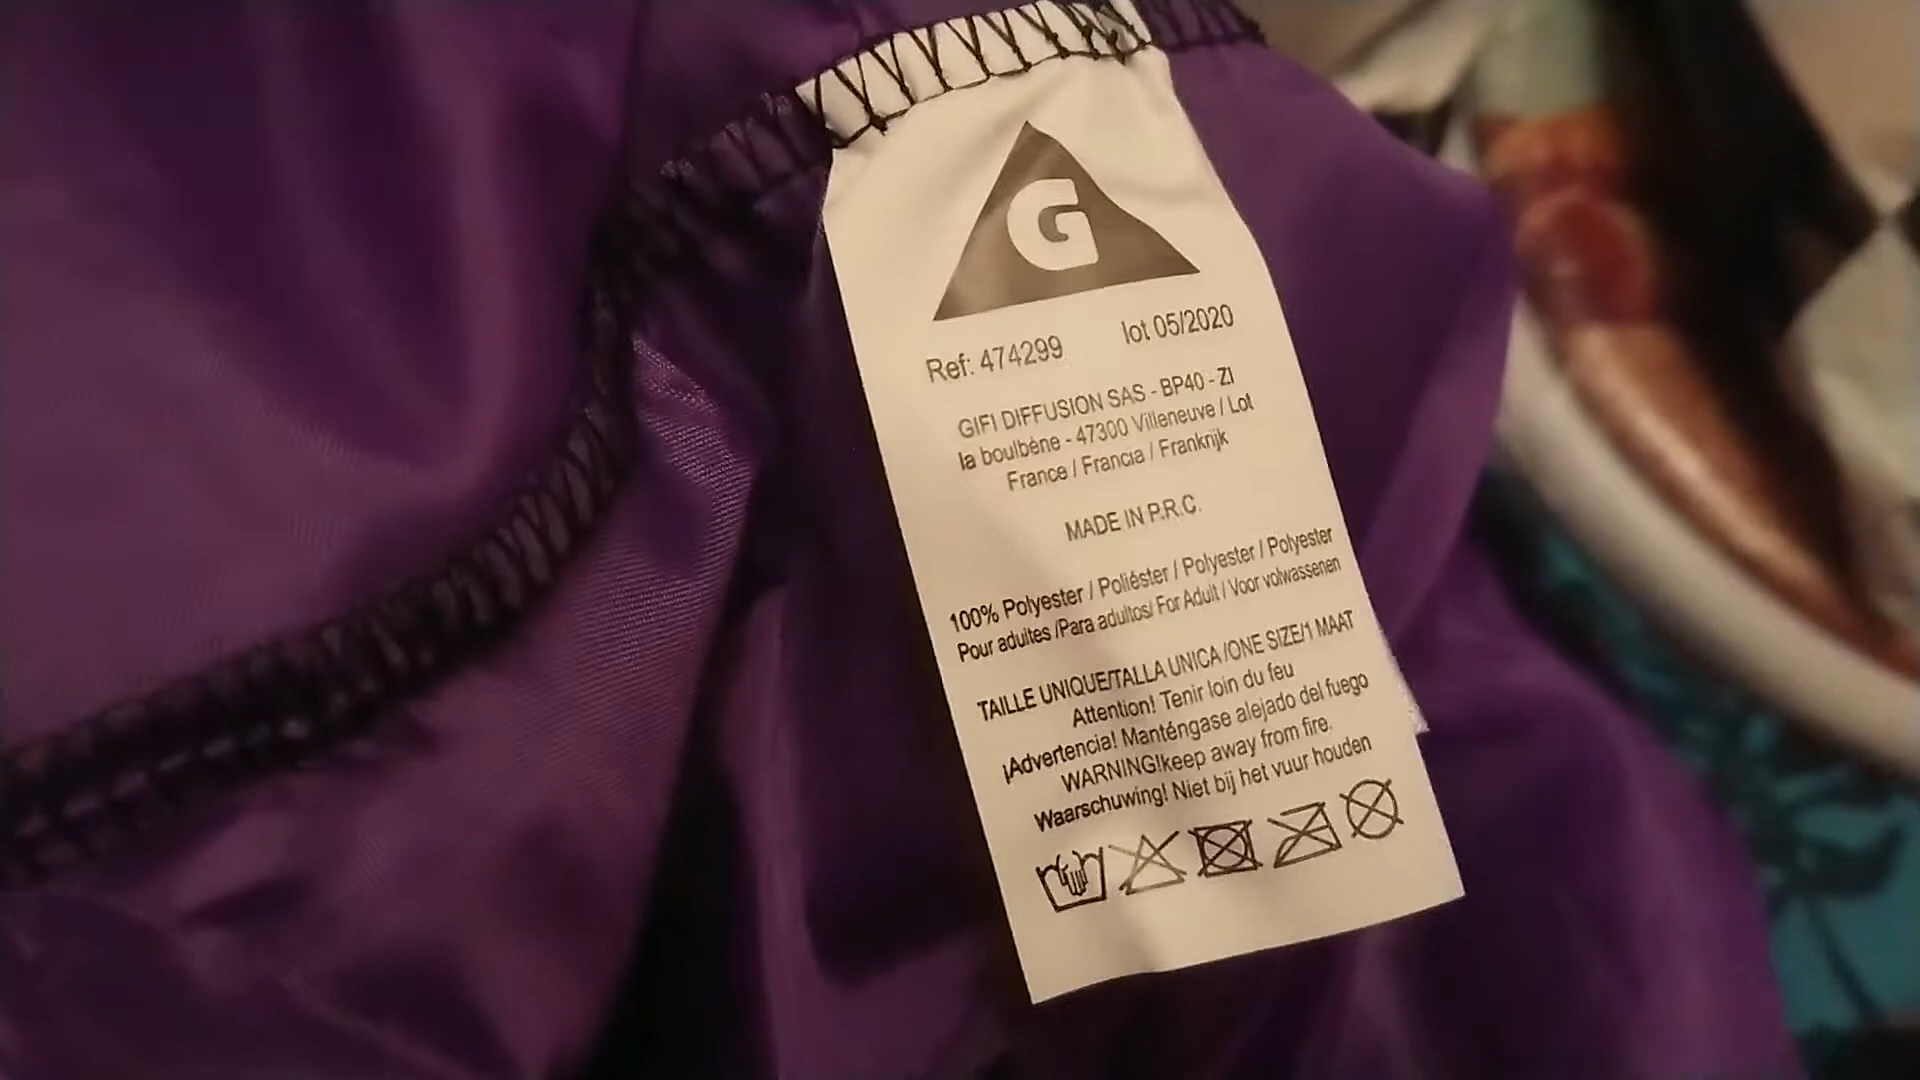 G
Ref: 474299 lot 05/2020
GIFI DIFFUSION SAS - BP40 - ZI
la boulbène - 47300 Villeneuve / Lot
France / Francia / Frankrijk
MADE IN P.R.C.
100% Polyester / Poliéster / Polyester / Polyester
Pour adultes /Para adultos/ For Adult / Voor volwassenen
TAILLE UNIQUE/TALLA UNICA /ONE SIZE/1 MAAT
Attention! Tenir loin du feu
¡Advertencia! Manténgase alejado del fuego
WARNING!keep away from fire.
Waarschuwing! Niet bij het vuur houden